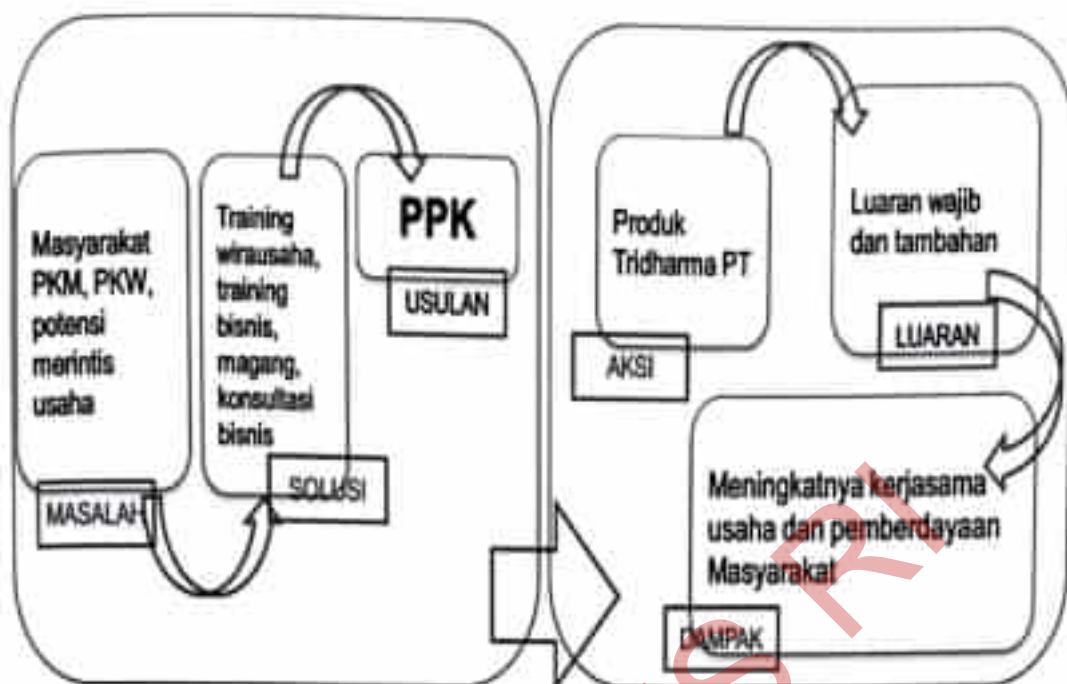 Masyarakat
PKM, PKW,
potensi
merintis
usaha
MASALAH
Training
wirausaha,
training
bisnis,
magang,
konsultasi
bisnis
SOLUSI
PPK
USULAN
Produk
Tridharma PT
AKSI
Luaran wajib
dan tambahan
LUARAN
Meningkatnya kerjasama
usaha dan pemberdayaan
Masyarakat
DAMPAK
S RI